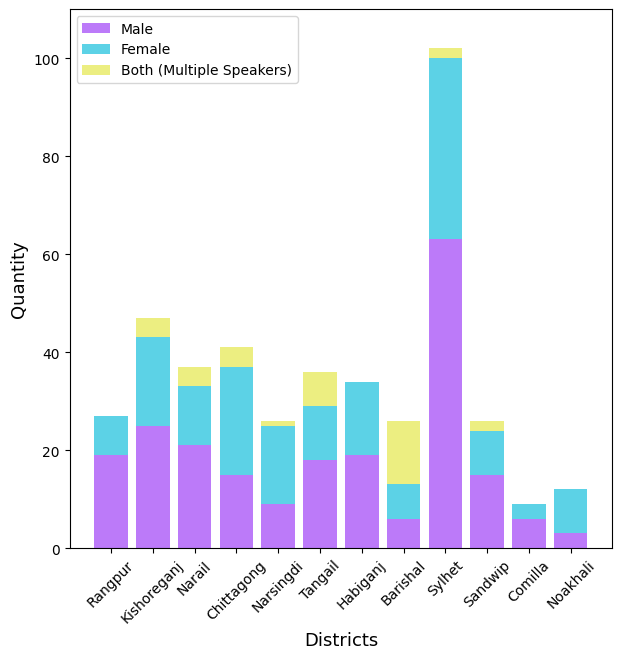 Male
Female
Both (Multiple Speakers)
Quantity
100
80
60
40
20
0
Rangpur
Kishoreganj
Narail
Chittagong
Narsingdi
Tangail
Habiganj
Barishal
Sylhet
Sandwip
Comilla
Noakhali
Districts